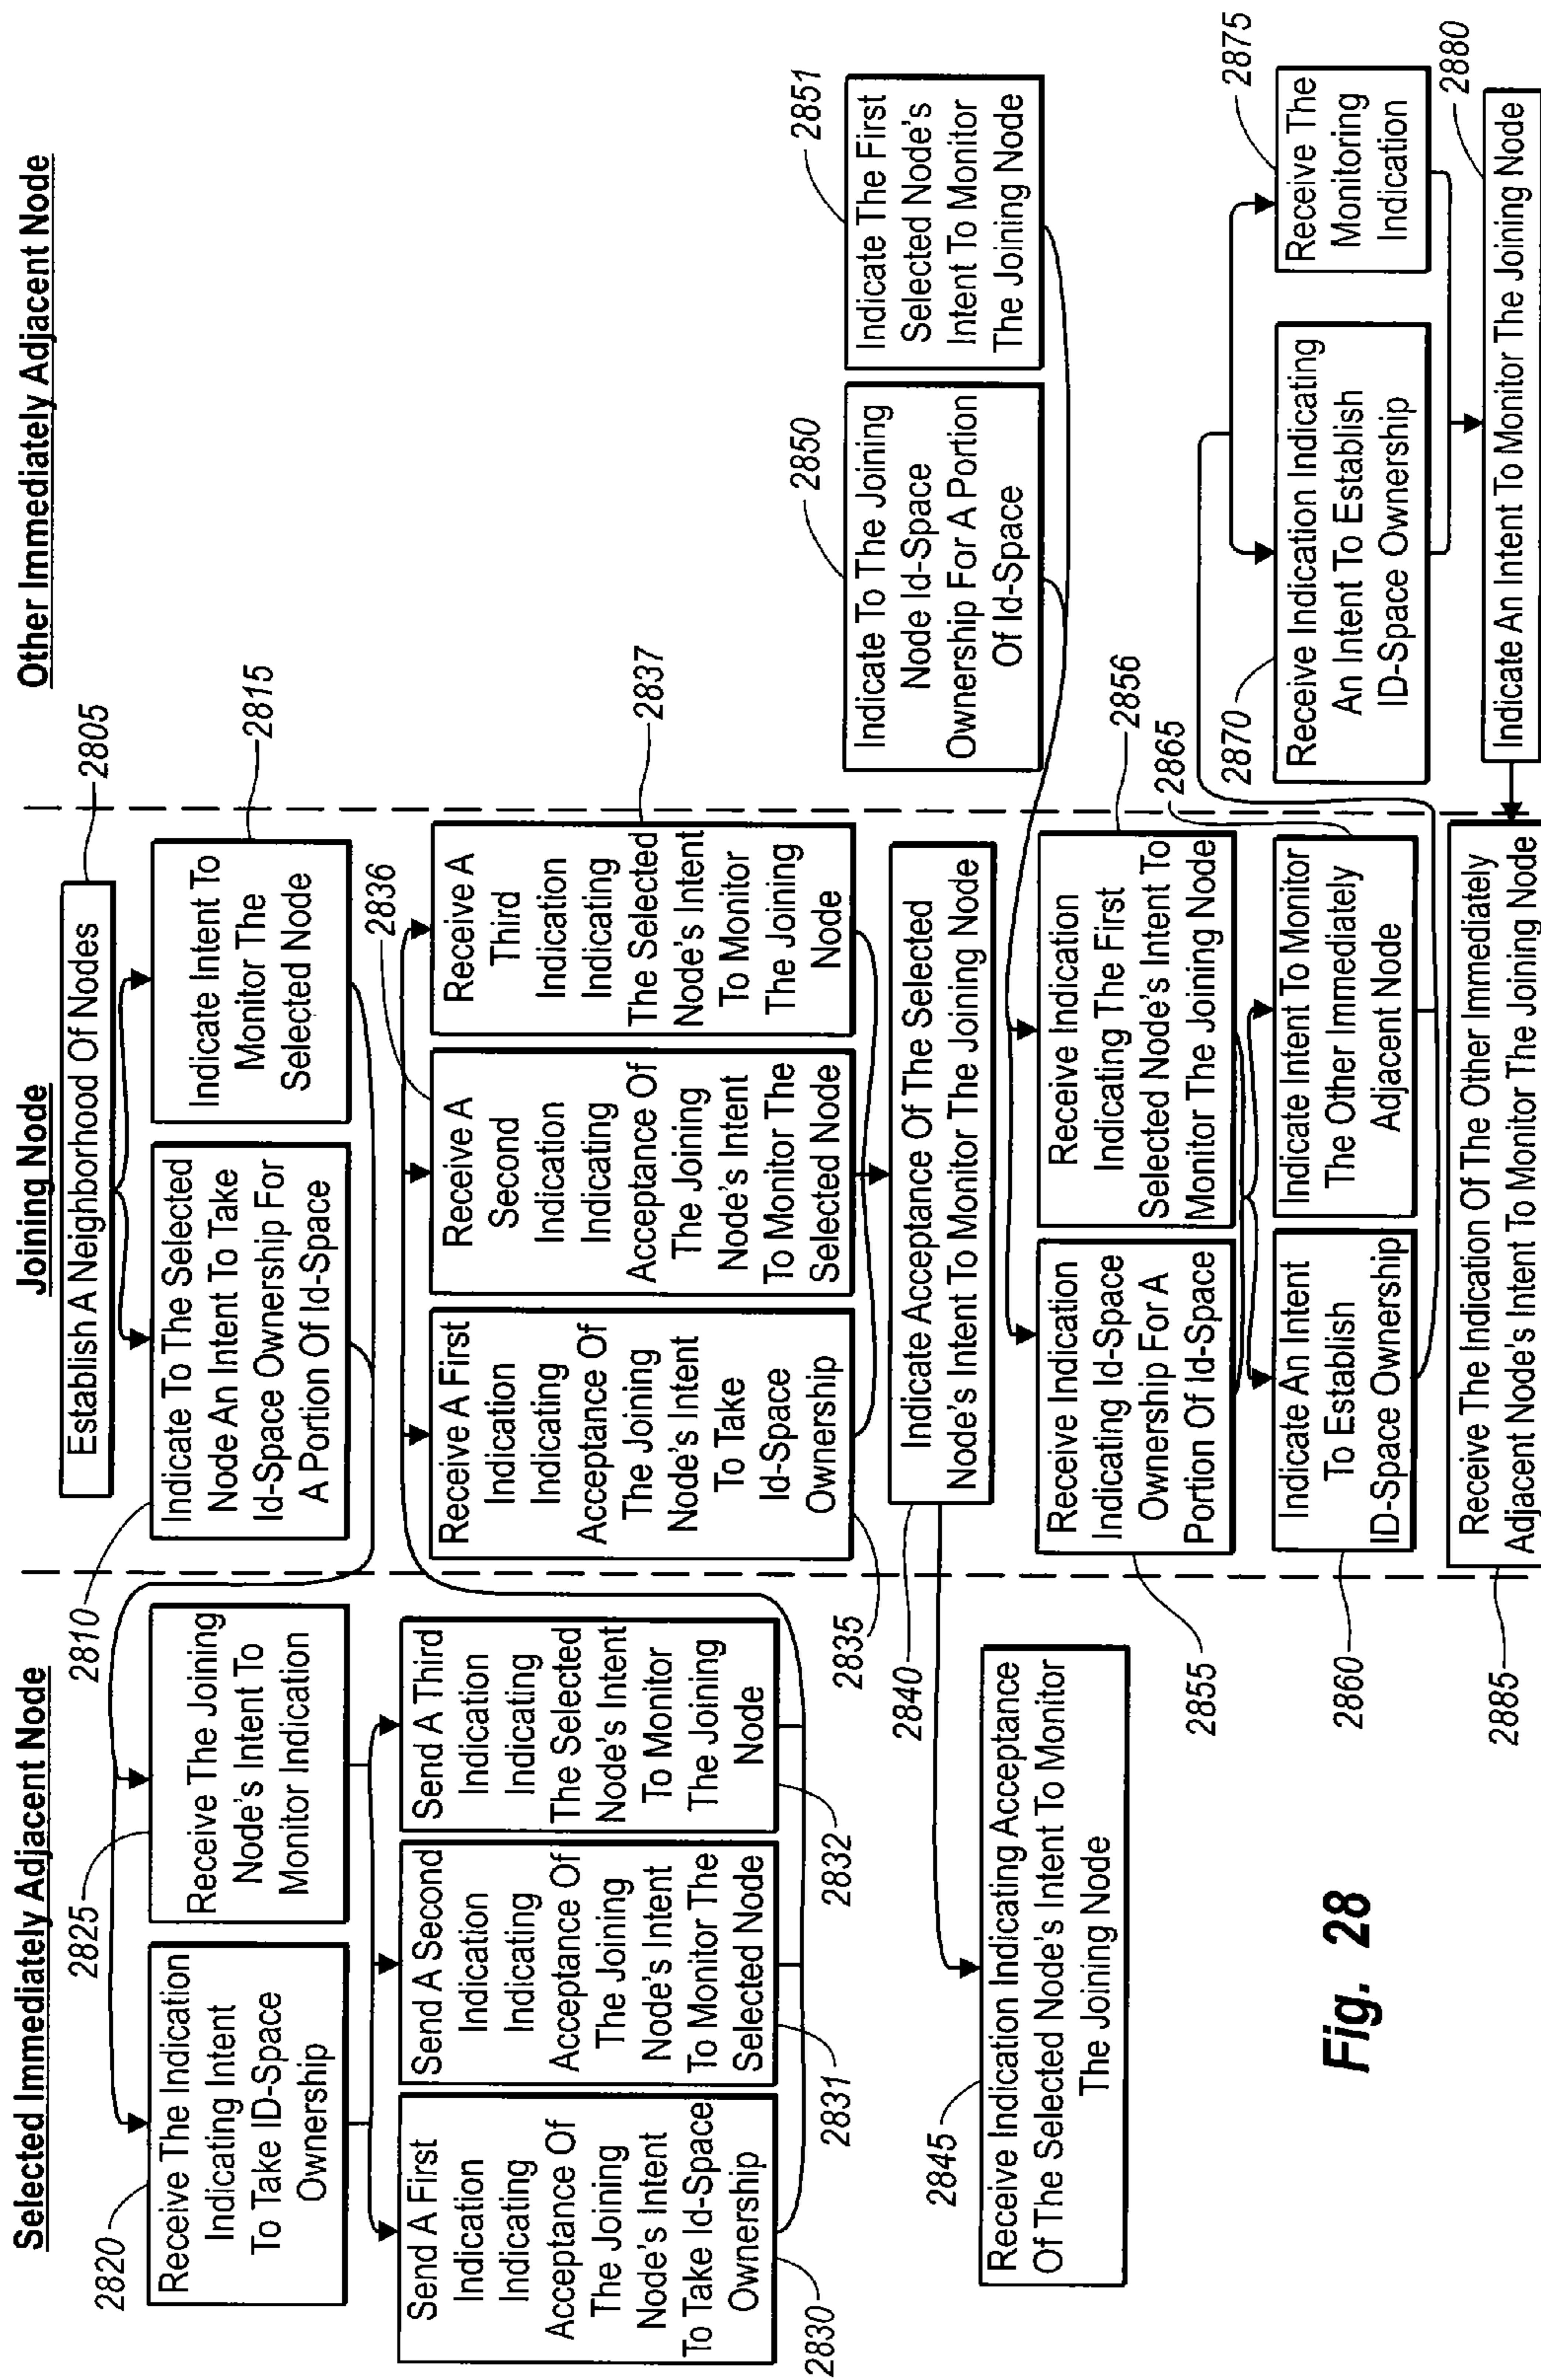 Selected Immediately Adjacent Node
Joining Node
Other Immediately Adjacent Node
Establish A Neighborhood Of Nodes
2805
2810
Indicate To The Selected
Node An Intent To Take
Id-Space Ownership For
A Portion Of Id-Space
Indicate Intent To
Monitor The
Selected Node
2815
2820
Receive The Indication
Indicating Intent
To Take ID-Space
Ownership
2825
Receive The Joining
Node's Intent To
Monitor Indication
Send A First
Indication
Indicating
Acceptance Of
The Joining
Node's Intent
To Take Id-Space
Ownership
2830
Send A Second
Indication
Indicating
Acceptance Of
The Joining
Node's Intent
To Monitor The
Selected Node
2831
Send A Third
Indication
Indicating
The Selected
Node's Intent
To Monitor
The Joining
Node
2832
Receive A First
Indication
Indicating
Acceptance Of
The Joining
Node's Intent
To Take
Id-Space
Ownership
2835
2836
Receive A
Second
Indication
Indicating
Acceptance Of
The Joining
Node's Intent
To Monitor The
Selected Node
Receive A
Third
Indication
Indicating
The Selected
Node's Intent
To Monitor
The Joining
Node
2837
Indicate Acceptance Of The Selected
Node's Intent To Monitor The Joining Node
2840
2845
Receive Indication Indicating Acceptance
Of The Selected Node's Intent To Monitor
The Joining Node
2850
Indicate To The Joining
Node Id-Space
Ownership For A Portion
Of Id-Space
2851
Indicate The First
Selected Node's
Intent To Monitor
The Joining Node
Receive Indication
Indicating Id-Space
Ownership For A
Portion Of Id-Space
2855
Receive Indication
Indicating The First
Selected Node's Intent To
Monitor The Joining Node
2856
Indicate An Intent
To Establish
ID-Space Ownership
2860
2865
Indicate Intent To Monitor
The Other Immediately
Adjacent Node
2870
Receive Indication Indicating
An Intent To Establish
ID-Space Ownership
2875
Receive The
Monitoring
Indication
2880
Indicate An Intent To Monitor The Joining Node
2885
Receive The Indication Of The Other Immediately
Adjacent Node's Intent To Monitor The Joining Node
Fig. 28